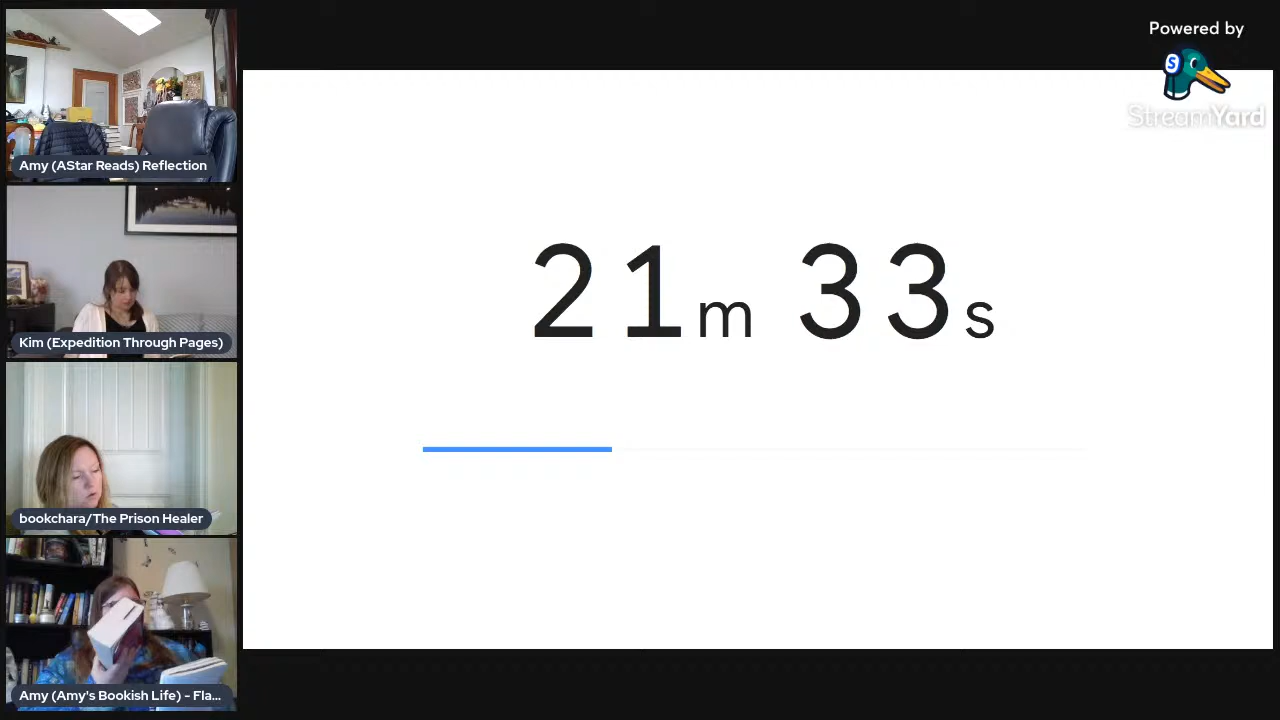 Powered by
StreamYard
Amy (AStar Reads) Reflection
21m 33s
Kim (Expedition Through Pages)
bookchara/The Prison Healer
Amy (Amy's Bookish Life) - Fla...